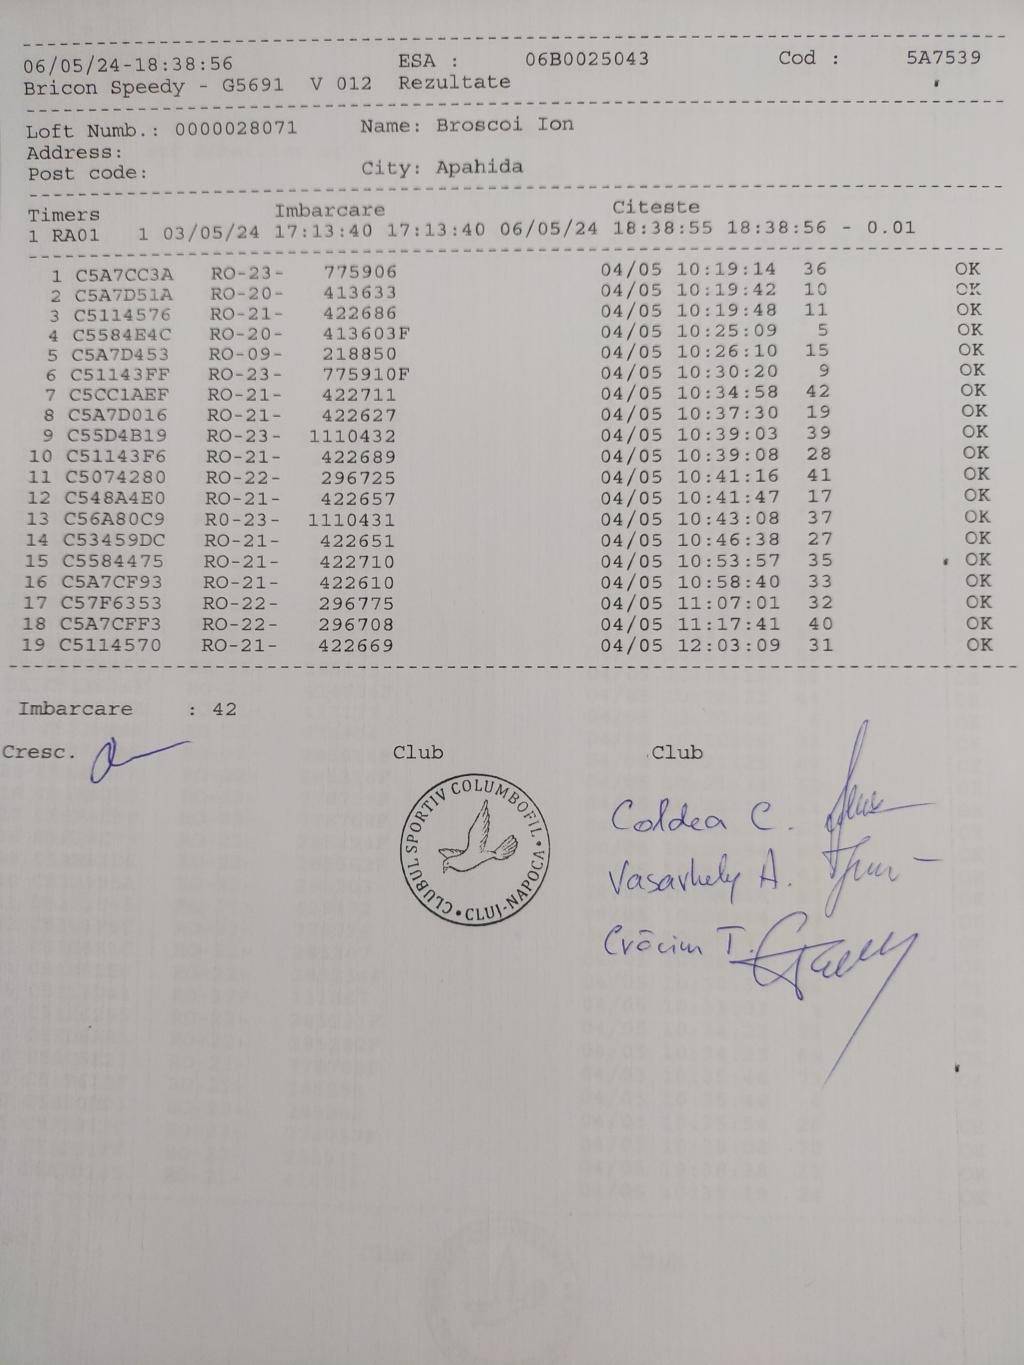 06/05/24-18:38:56 ESA : 06B0025043 Cod : 5A7539
Bricon Speedy - G5691 V 012 Rezultate
Loft Numb.: 0000028071 Name: Broscoi Ion
Address:
Post code: City: Apahida
Timers Imbarcare Citeste
1 RA01 1 03/05/24 17:13:40 17:13:40 06/05/24 18:38:55 18:38:56 - 0.01
1 C5A7CC3A RO-23- 775906 04/05 10:19:14 36 OK
2 C5A7D51A RO-20- 413633 04/05 10:19:42 10 OK
3 C5114576 RO-21- 422686 04/05 10:19:48 11 OK
4 C5584E4C RO-20- 413603F 04/05 10:25:09 5 OK
5 C5A7D453 RO-09- 218850 04/05 10:26:10 15 OK
6 C51143FF RO-23- 775910F 04/05 10:30:20 9 OK
7 C5CC1AEF RO-21- 422711 04/05 10:34:58 42 OK
8 C5A7D016 RO-21- 422627 04/05 10:37:30 19 OK
9 C55D4B19 RO-23- 1110432 04/05 10:39:03 39 OK
10 C51143F6 RO-21- 422689 04/05 10:39:08 28 OK
11 C5074280 RO-22- 296725 04/05 10:41:16 41 OK
12 C548A4E0 RO-21- 422657 04/05 10:41:47 17 OK
13 C56A80C9 R0-23- 1110431 04/05 10:43:08 37 OK
14 C53459DC RO-21- 422651 04/05 10:46:38 27 OK
15 C5584475 RO-21- 422710 04/05 10:53:57 35 OK
16 C5A7CF93 RO-21- 422610 04/05 10:58:40 33 OK
17 C57F6353 RO-22- 296775 04/05 11:07:01 32 OK
18 C5A7CFF3 RO-22- 296708 04/05 11:17:41 40 OK
19 C5114570 RO-21- 422669 04/05 12:03:09 31 OK
Imbarcare : 42
Cresc. Club Club
CLUBUL SPORTIV COLUMBOFIL • CLUJ-NAPOCA •
Coldea C.
Vasarhely A.
Crăciun T.